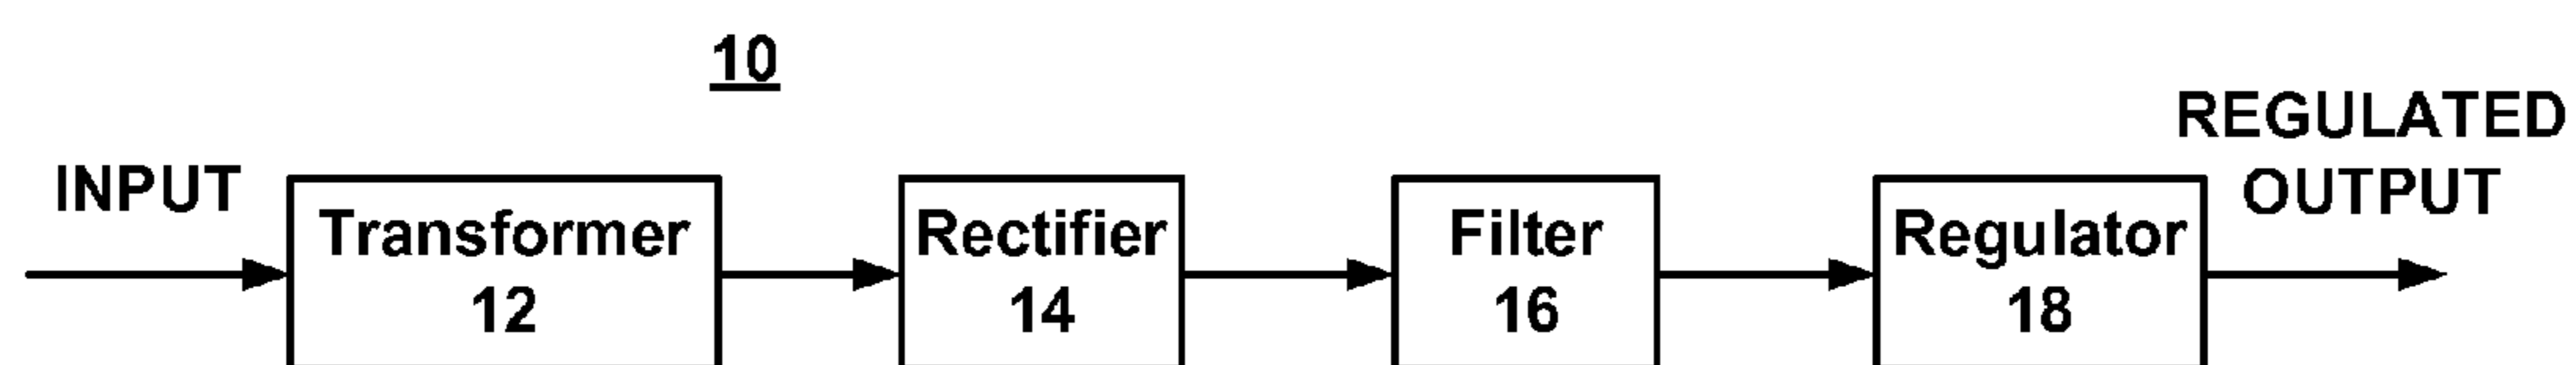 10
INPUT
REGULATED
OUTPUT
Transformer
12
Rectifier
14
Filter
16
Regulator
18